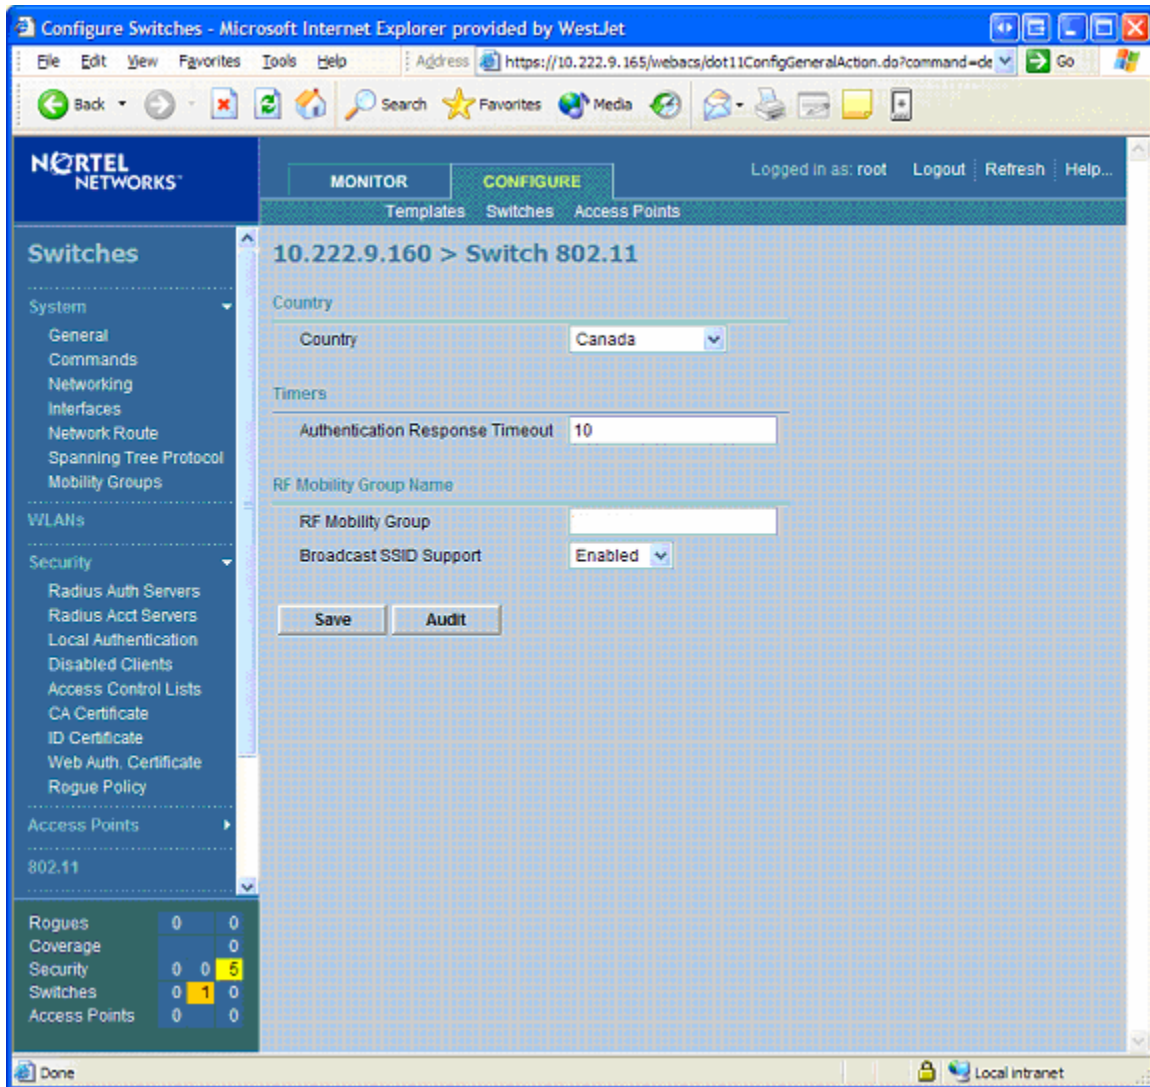 Configure Switches - Microsoft Internet Explorer provided by WestJet
File Edit View Favorites Tools Help Address https://10.222.9.165/webacs/dot11ConfigGeneralAction.do?command=de Go
Back Search Favorites Media
NORTEL NETWORKS™
MONITOR CONFIGURE
Logged in as: root Logout Refresh Help...
Templates Switches Access Points
Switches
System
General
Commands
Networking
Interfaces
Network Route
Spanning Tree Protocol
Mobility Groups
WLANs
Security
Radius Auth Servers
Radius Acct Servers
Local Authentication
Disabled Clients
Access Control Lists
CA Certificate
ID Certificate
Web Auth. Certificate
Rogue Policy
Access Points
802.11
Rogues 0 0
Coverage 0
Security 0 0 5
Switches 0 1 0
Access Points 0 0
10.222.9.160 > Switch 802.11
Country
Country Canada
Timers
Authentication Response Timeout 10
RF Mobility Group Name
RF Mobility Group
Broadcast SSID Support Enabled
Save Audit
Done Local intranet